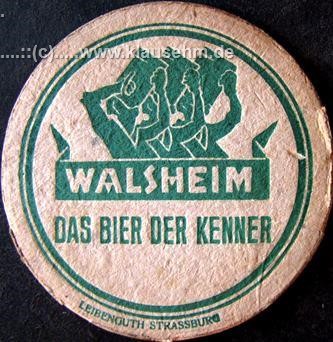 .....::(c).....www.klausehm.de
WALSHEIM
DAS BIER DER KENNER
LEIBENGUTH STRASSBURG